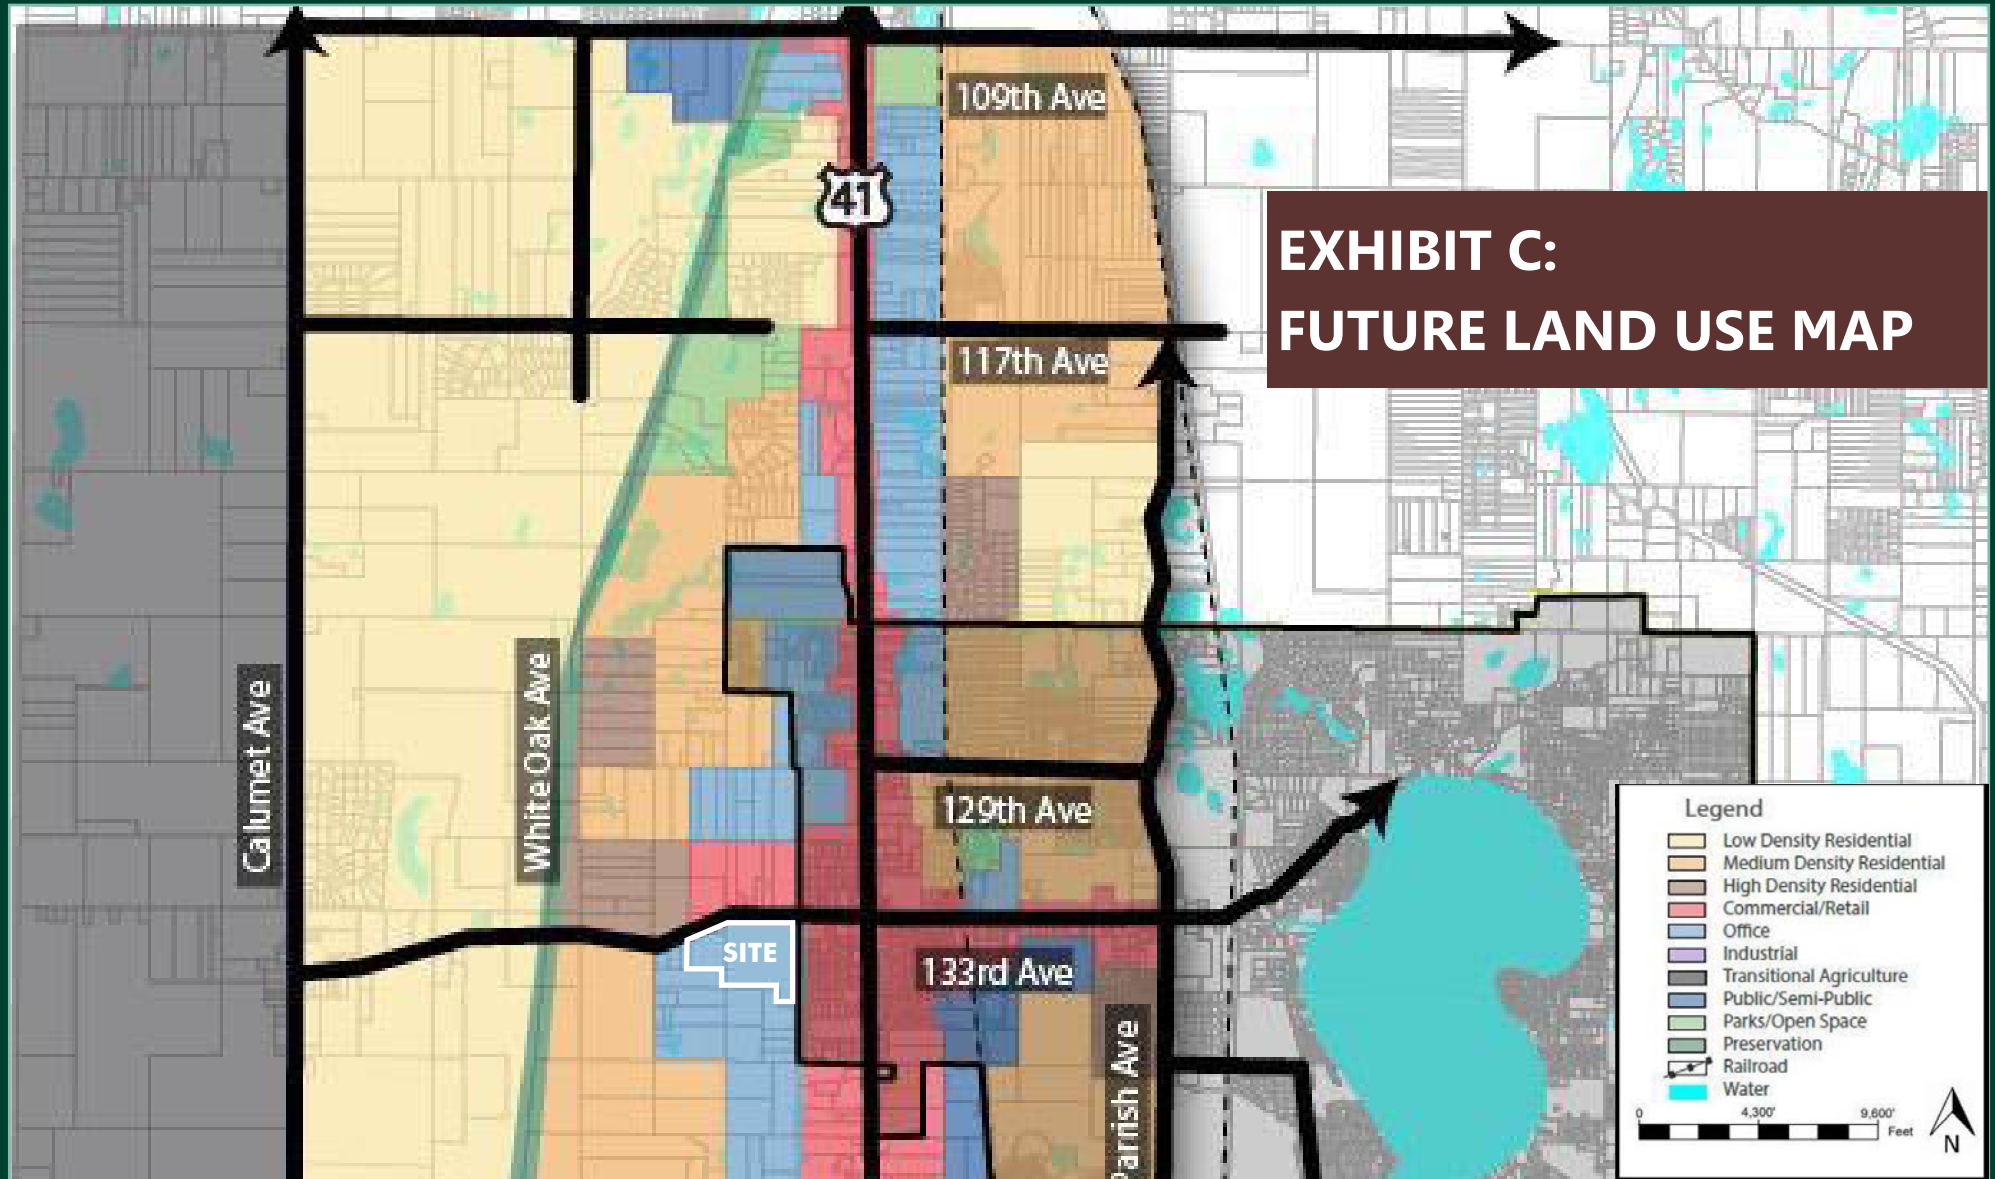 109th Ave
41
EXHIBIT C:
FUTURE LAND USE MAP
117th Ave
Calumet Ave
White Oak Ave
129th Ave
SITE
133rd Ave
Parrish Ave
Legend
Low Density Residential
Medium Density Residential
High Density Residential
Commercial/Retail
Office
Industrial
Transitional Agriculture
Public/Semi-Public
Parks/Open Space
Preservation
Railroad
Water
0 4,300' 9,600'
Feet
N